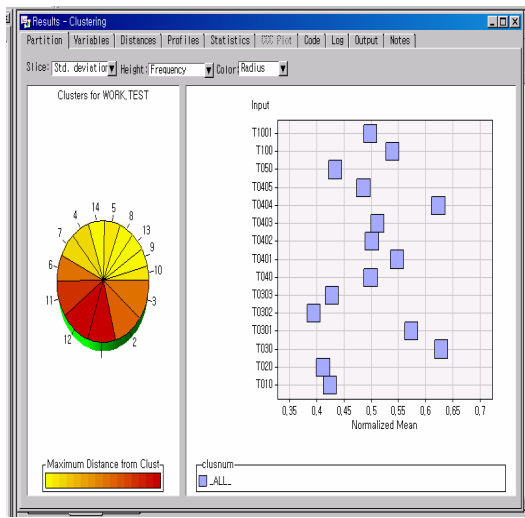 Results - Clustering
Partition Variables Distances Profiles Statistics CCC Plot Code Log Output Notes
Slice: Std. deviation Height: Frequency Color: Radius
Clusters for WORK.TEST
Input
T1001
T100
T050
T0405
T0404
T0403
T0402
T0401
T040
T0303
T0302
T0301
T030
T020
T010
0,35 0,4 0,45 0,5 0,55 0,6 0,65 0,7
Normalized Mean
14 5
4 8
7 13
9
6 10
11 3
12 2
1
Maximum Distance from Clust
clusnum
_ALL_